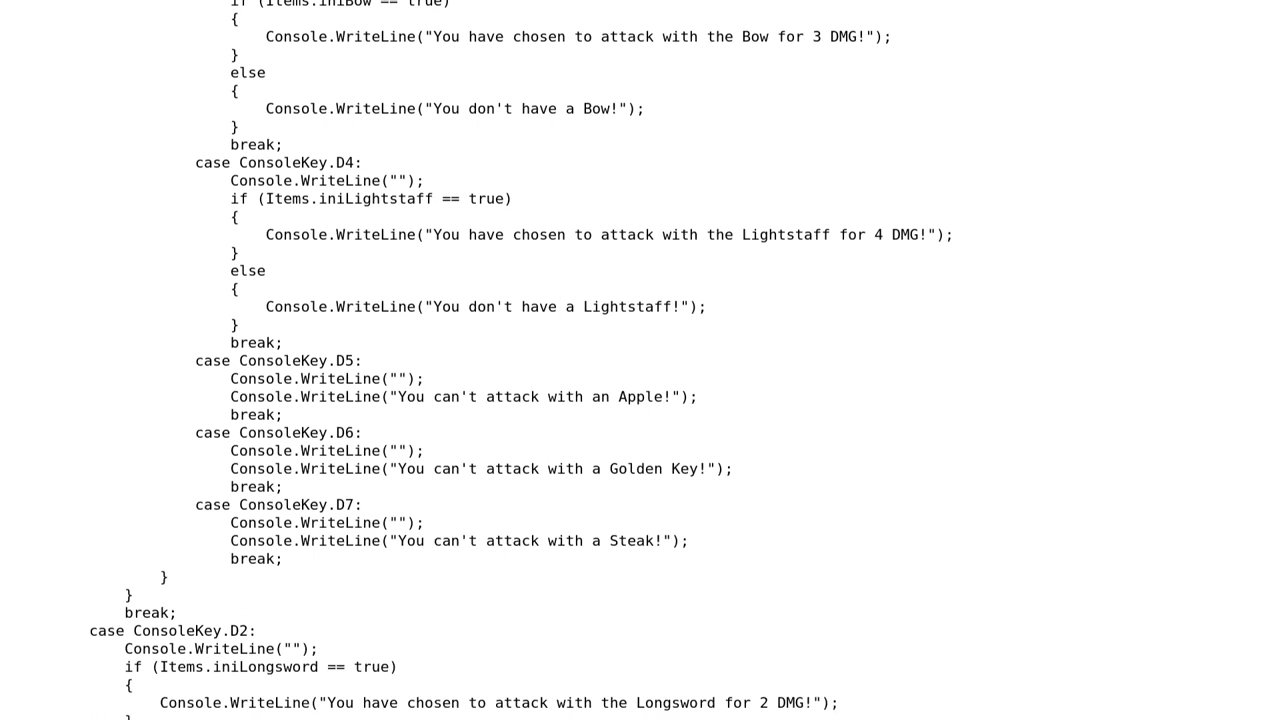 if (Items.iniBow == true)
{
Console.WriteLine("You have chosen to attack with the Bow for 3 DMG!");
}
else
{
Console.WriteLine("You don't have a Bow!");
}
break;
case ConsoleKey.D4:
Console.WriteLine("");
if (Items.iniLightstaff == true)
{
Console.WriteLine("You have chosen to attack with the Lightstaff for 4 DMG!");
}
else
{
Console.WriteLine("You don't have a Lightstaff!");
}
break;
case ConsoleKey.D5:
Console.WriteLine("");
Console.WriteLine("You can't attack with an Apple!");
break;
case ConsoleKey.D6:
Console.WriteLine("");
Console.WriteLine("You can't attack with a Golden Key!");
break;
case ConsoleKey.D7:
Console.WriteLine("");
Console.WriteLine("You can't attack with a Steak!");
break;
}
}
break;
case ConsoleKey.D2:
Console.WriteLine("");
if (Items.iniLongsword == true)
{
Console.WriteLine("You have chosen to attack with the Longsword for 2 DMG!");
}